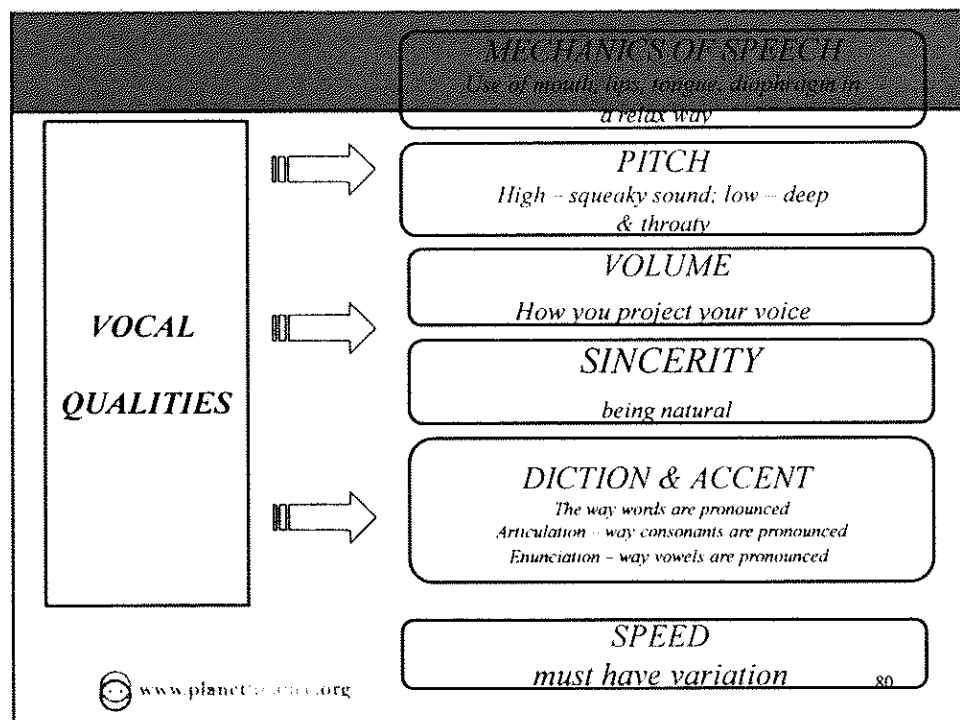 MECHANICS OF SPEECH
Use of mouth, lips, tongue, diaphragm in
a relax way
PITCH
High – squeaky sound; low – deep
& throaty
VOLUME
How you project your voice
VOCAL
QUALITIES
SINCERITY
being natural
DICTION & ACCENT
The way words are pronounced
Articulation – way consonants are pronounced
Enunciation – way vowels are pronounced
SPEED
must have variation
80